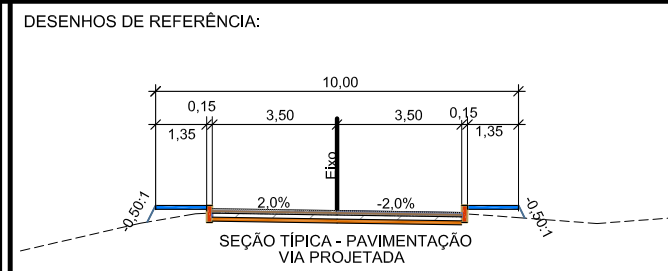 DESENHOS DE REFERÊNCIA:
10,00
0,15 0,15
1,35 3,50 3,50 1,35
Eixo
-0,50:1 2,0% -2,0% -0,50:1
SEÇÃO TÍPICA - PAVIMENTAÇÃO
VIA PROJETADA